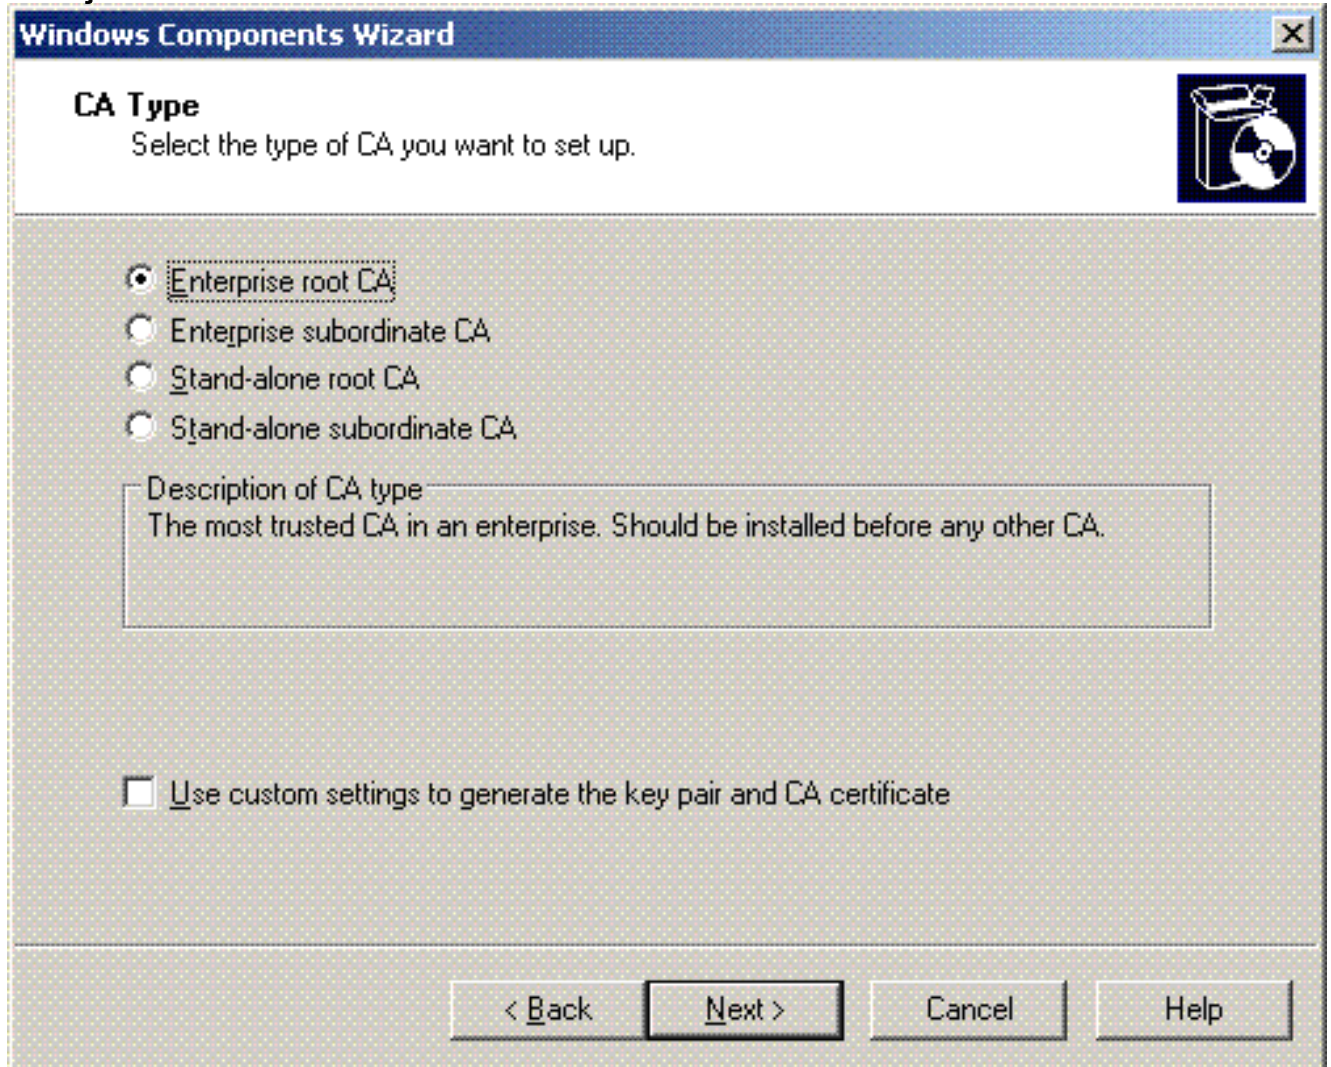 Windows Components Wizard
CA Type
Select the type of CA you want to set up.
Enterprise root CA
Enterprise subordinate CA
Stand-alone root CA
Stand-alone subordinate CA
Description of CA type
The most trusted CA in an enterprise. Should be installed before any other CA.
Use custom settings to generate the key pair and CA certificate
< Back
Next >
Cancel
Help